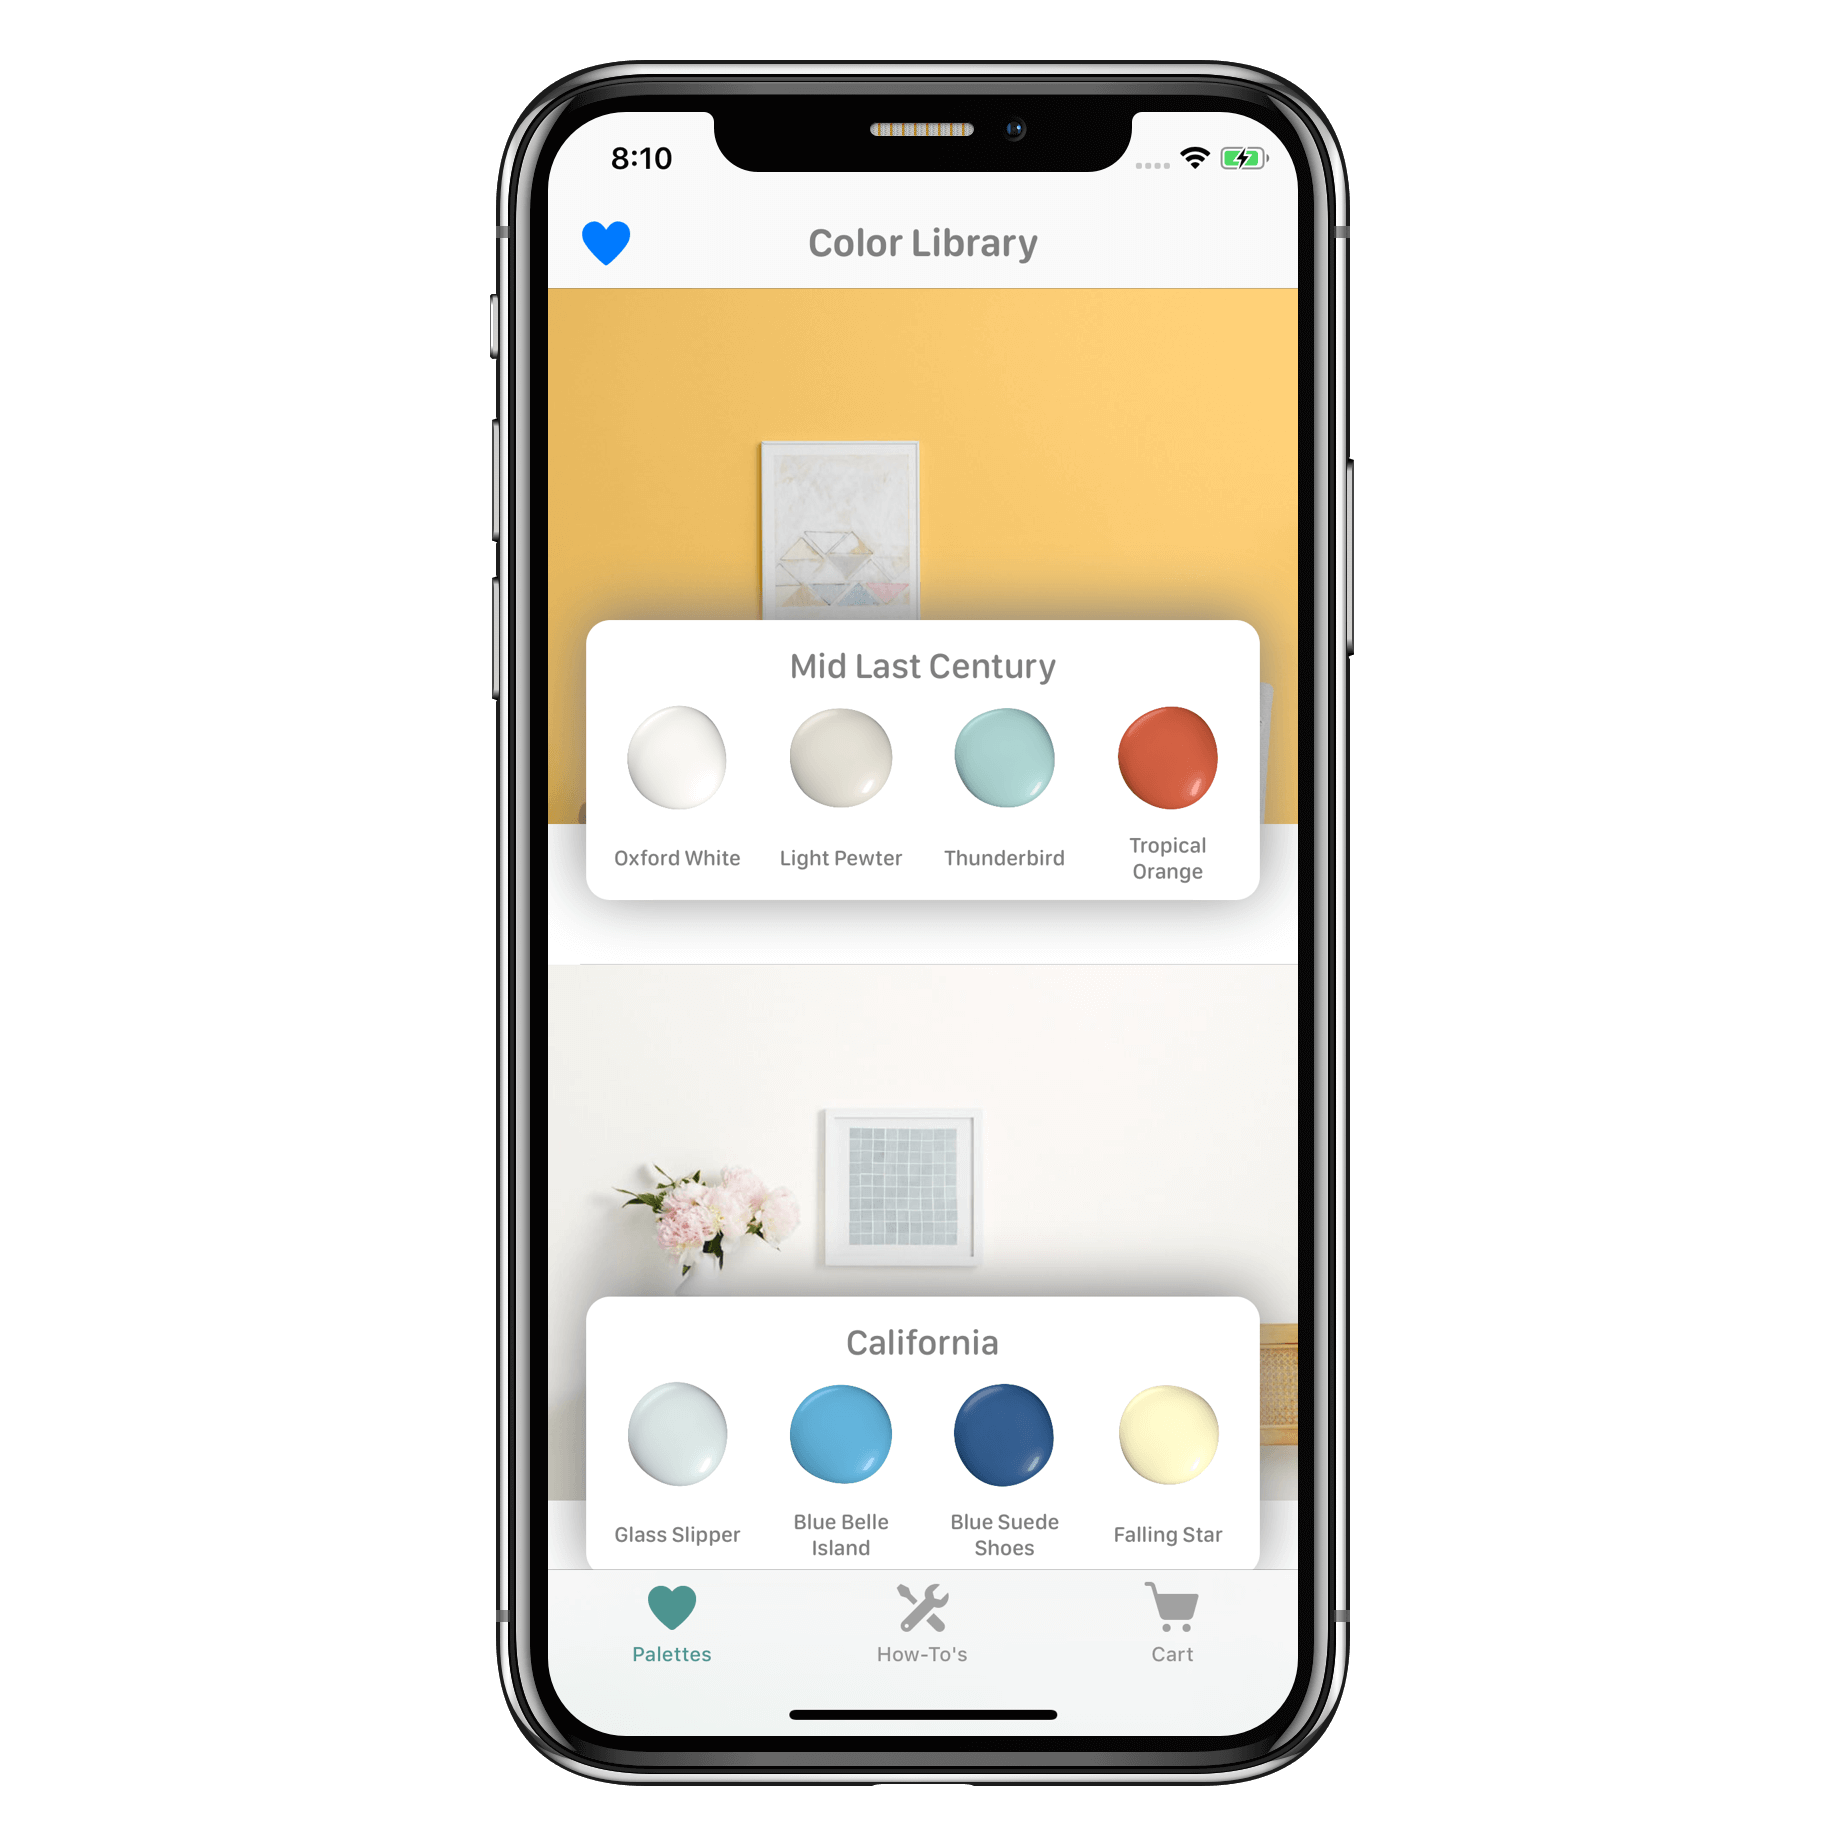 8:10
Color Library
Mid Last Century
Oxford White
Light Pewter
Thunderbird
Tropical
Orange
California
Glass Slipper
Blue Belle
Island
Blue Suede
Shoes
Falling Star
Palettes
How-To's
Cart